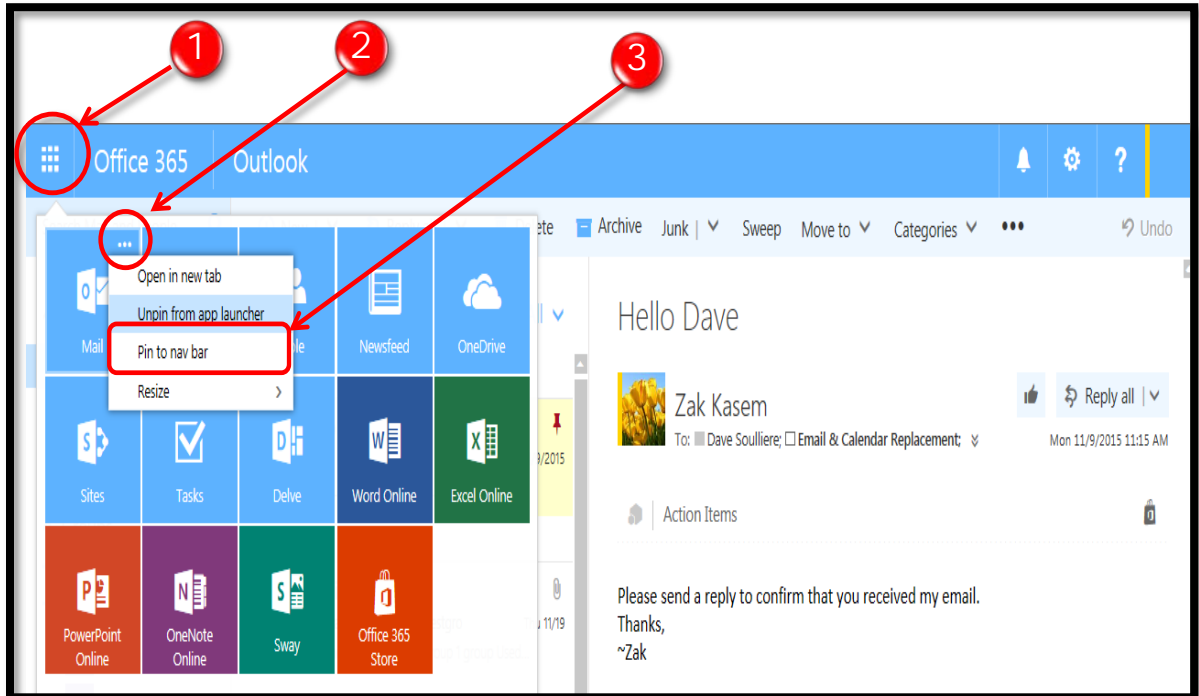 1
2
3
Office 365
Outlook
?
Archive
Junk |
Sweep
Move to
Categories
•••
Undo
...
Open in new tab
Unpin from app launcher
Pin to nav bar
Resize
Mail
Newsfeed
OneDrive
Sites
Tasks
Delve
Word Online
Excel Online
PowerPoint
Online
OneNote
Online
Sway
Office 365
Store
/2015
11/19
Hello Dave
Zak Kasem
To: Dave Soulliere; Email & Calendar Replacement;
Reply all |
Mon 11/9/2015 11:15 AM
Action Items
Please send a reply to confirm that you received my email.
Thanks,
~Zak